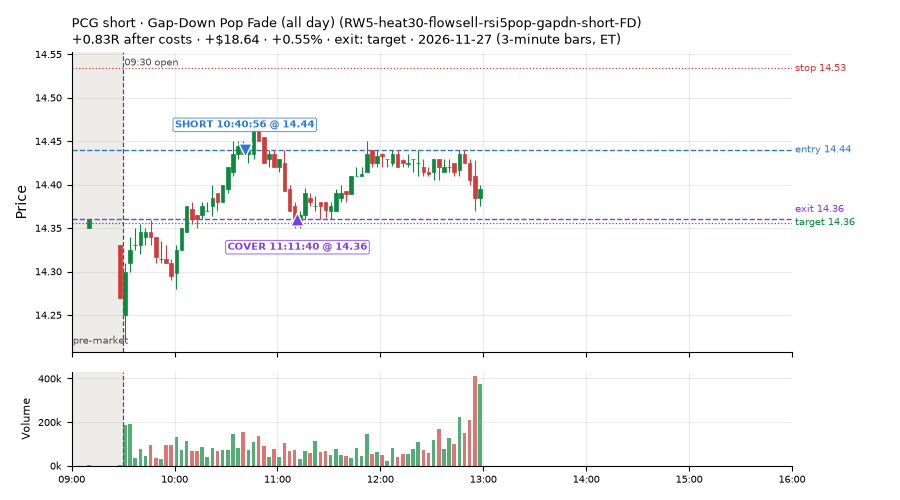 PCG short · Gap-Down Pop Fade (all day) (RW5-heat30-flowsell-rsi5pop-gapdn-short-FD)
+0.83R after costs · +$18.64 · +0.55% · exit: target · 2026-11-27 (3-minute bars, ET)
14.55
14.50
14.45
14.40
14.35
14.30
14.25
Price
09:30 open
pre-market
SHORT 10:40:56 @ 14.44
COVER 11:11:40 @ 14.36
stop 14.53
entry 14.44
exit 14.36
target 14.36
400k
200k
0k
Volume
09:00
10:00
11:00
12:00
13:00
14:00
15:00
16:00